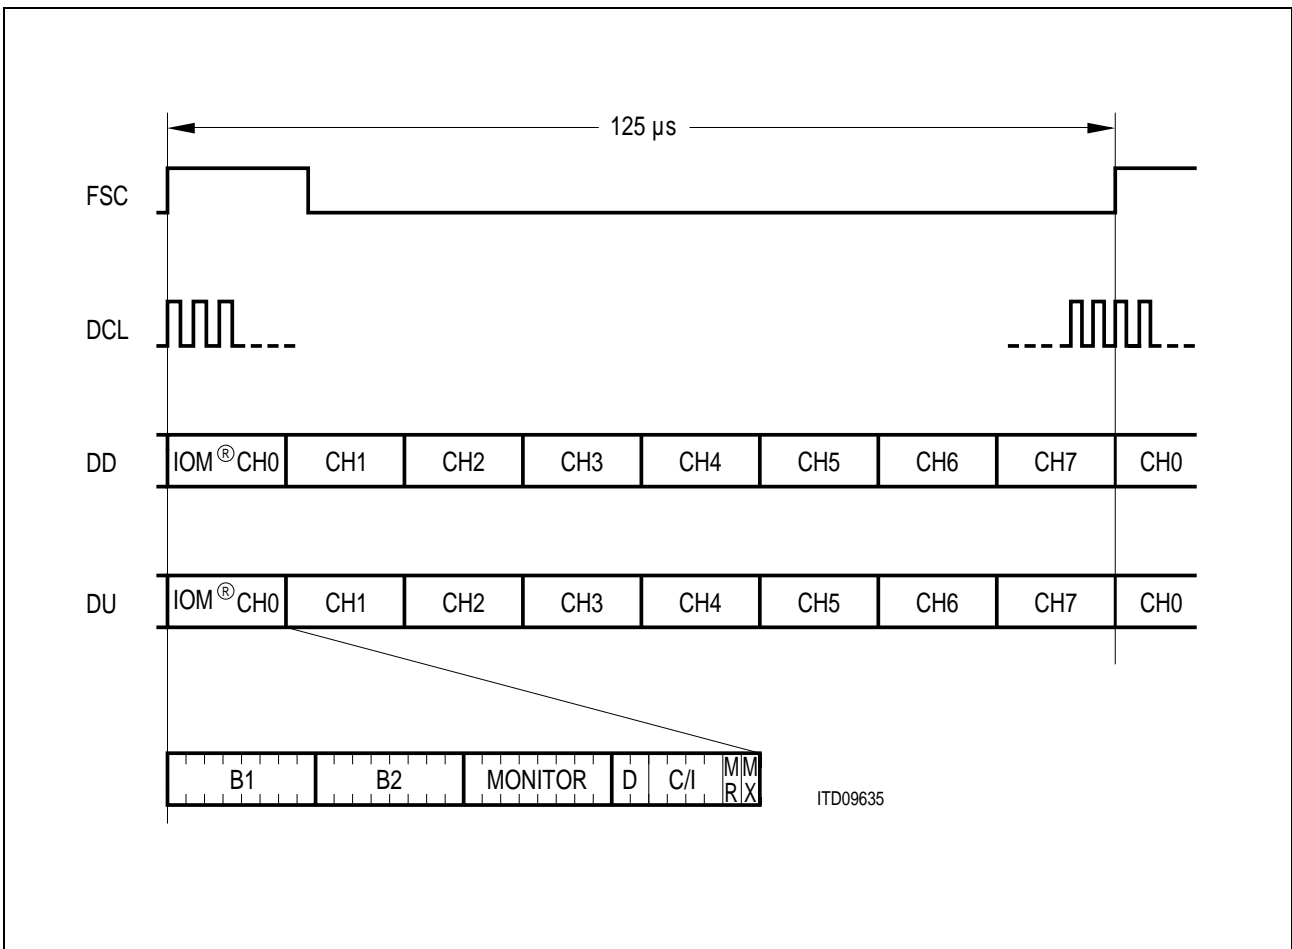 125 µs
FSC
DCL
DD IOM®CH0 CH1 CH2 CH3 CH4 CH5 CH6 CH7 CH0
DU IOM®CH0 CH1 CH2 CH3 CH4 CH5 CH6 CH7 CH0
B1 B2 MONITOR D C/I MR MX
ITD09635